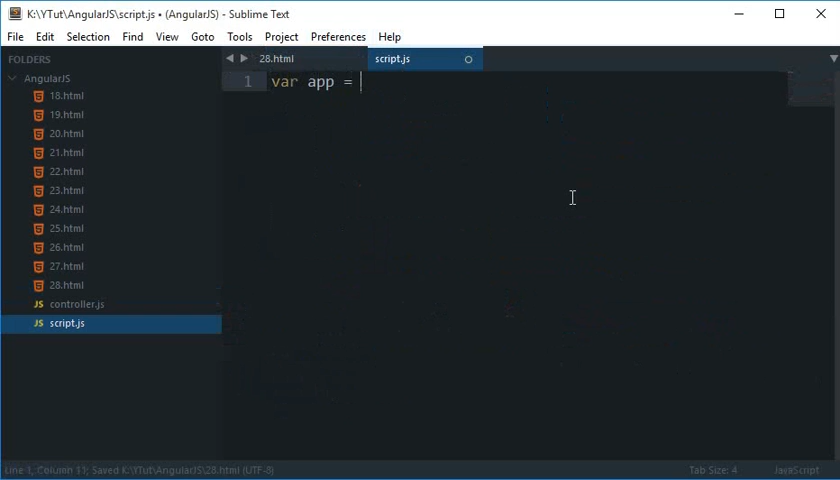 K:\YTut\AngularJS\script.js • (AngularJS) - Sublime Text
File Edit Selection Find View Goto Tools Project Preferences Help
FOLDERS
AngularJS
18.html
19.html
20.html
21.html
22.html
23.html
24.html
25.html
26.html
27.html
28.html
controller.js
script.js
28.html script.js
1 var app =
Line 1, Column 11; Saved K:\YTut\AngularJS\28.html (UTF-8) Tab Size: 4 JavaScript